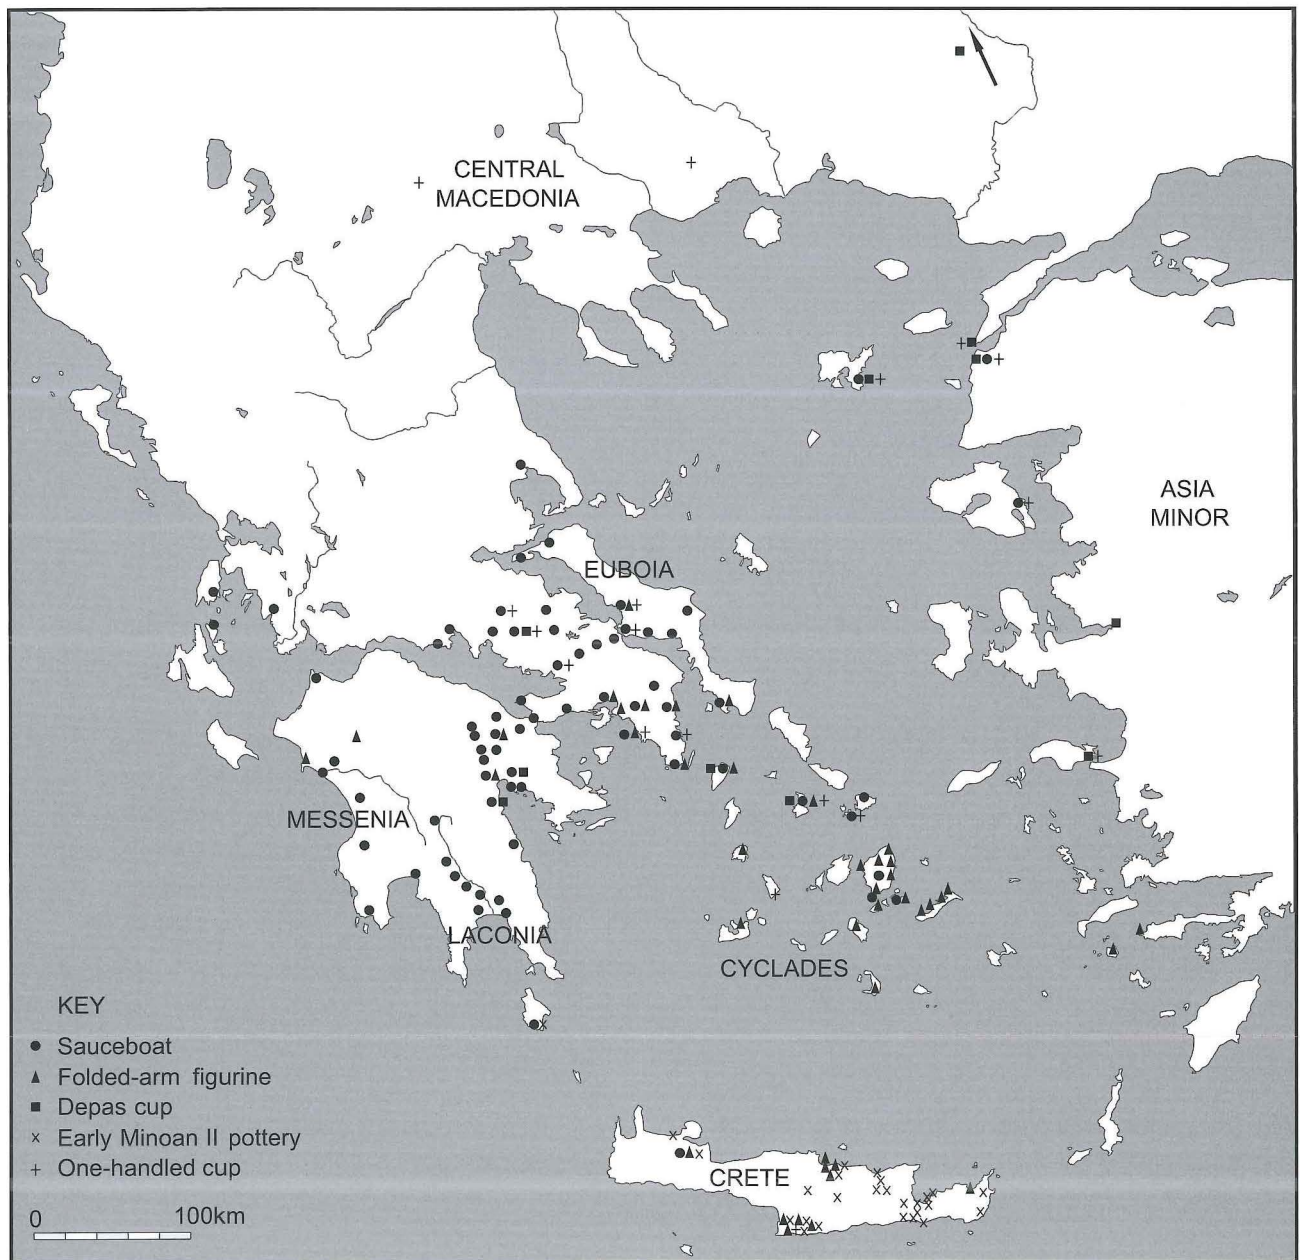 CENTRAL
MACEDONIA
ASIA
MINOR
EUBOIA
MESSENIA
LACONIA
CYCLADES
CRETE
KEY
Sauceboat
Folded-arm figurine
Depas cup
Early Minoan II pottery
One-handled cup
0 100km